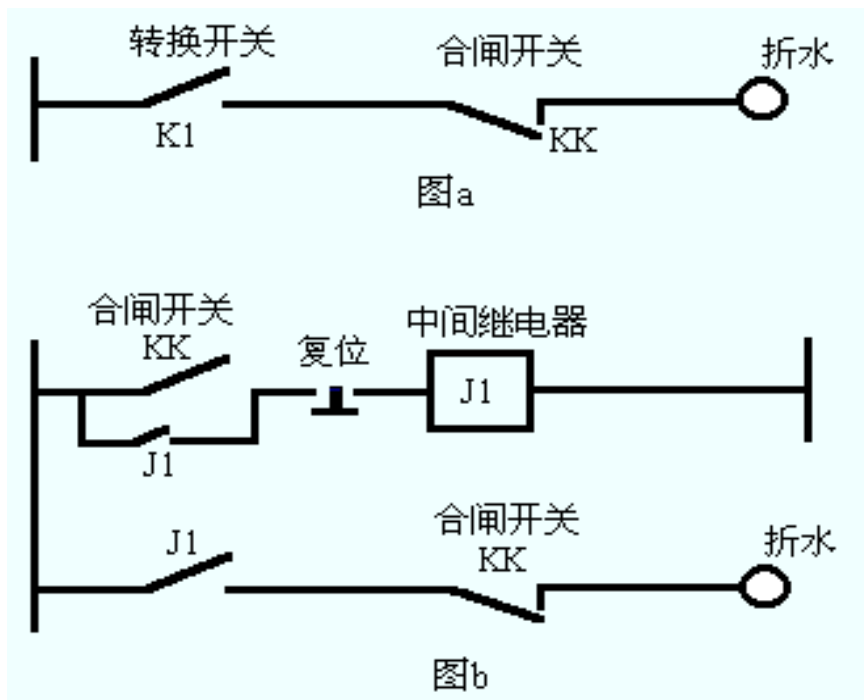 转换开关 合闸开关 折水
K1 KK
图a
合闸开关 中间继电器
KK 复位
J1
J1
合闸开关 折水
J1 KK
图b